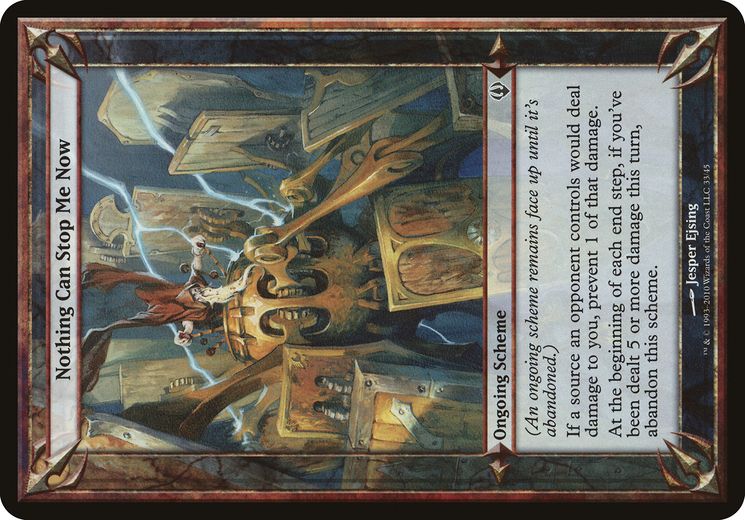 Nothing Can Stop Me Now
Ongoing Scheme
(An ongoing scheme remains face up until it's
abandoned.)
If a source an opponent controls would deal
damage to you, prevent 1 of that damage.
At the beginning of each end step, if you've
been dealt 5 or more damage this turn,
abandon this scheme.
Jesper Ejsing
™ & © 1993–2010 Wizards of the Coast LLC 33/45